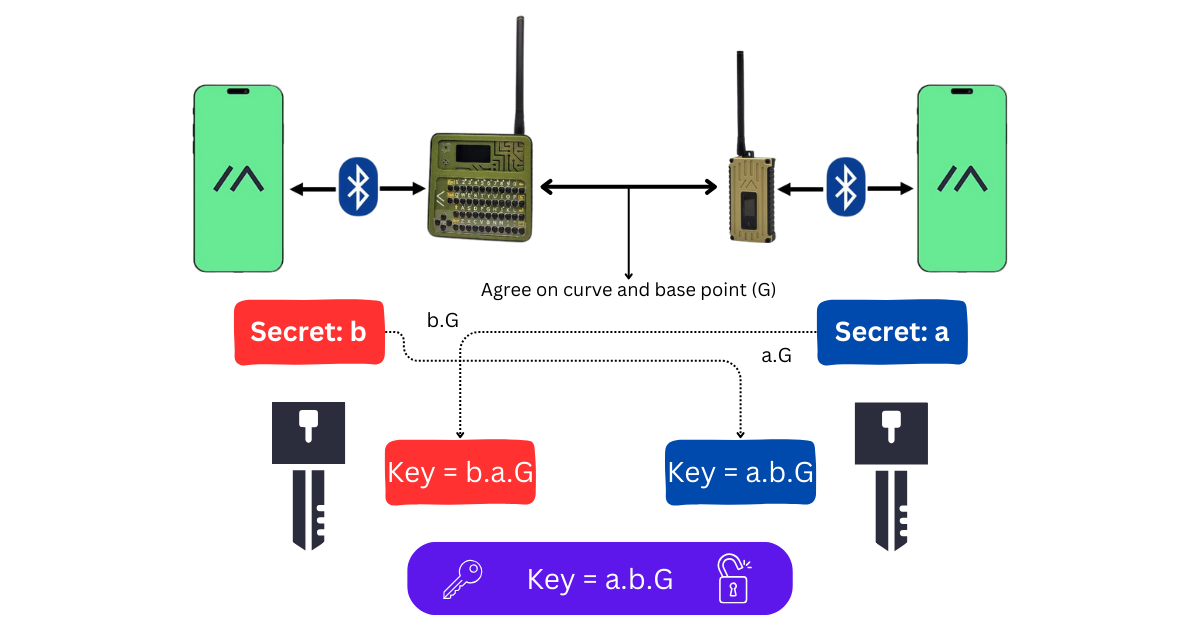 Agree on curve and base point (G)
Secret: b
b.G
Secret: a
a.G
Key = b.a.G
Key = a.b.G
Key = a.b.G